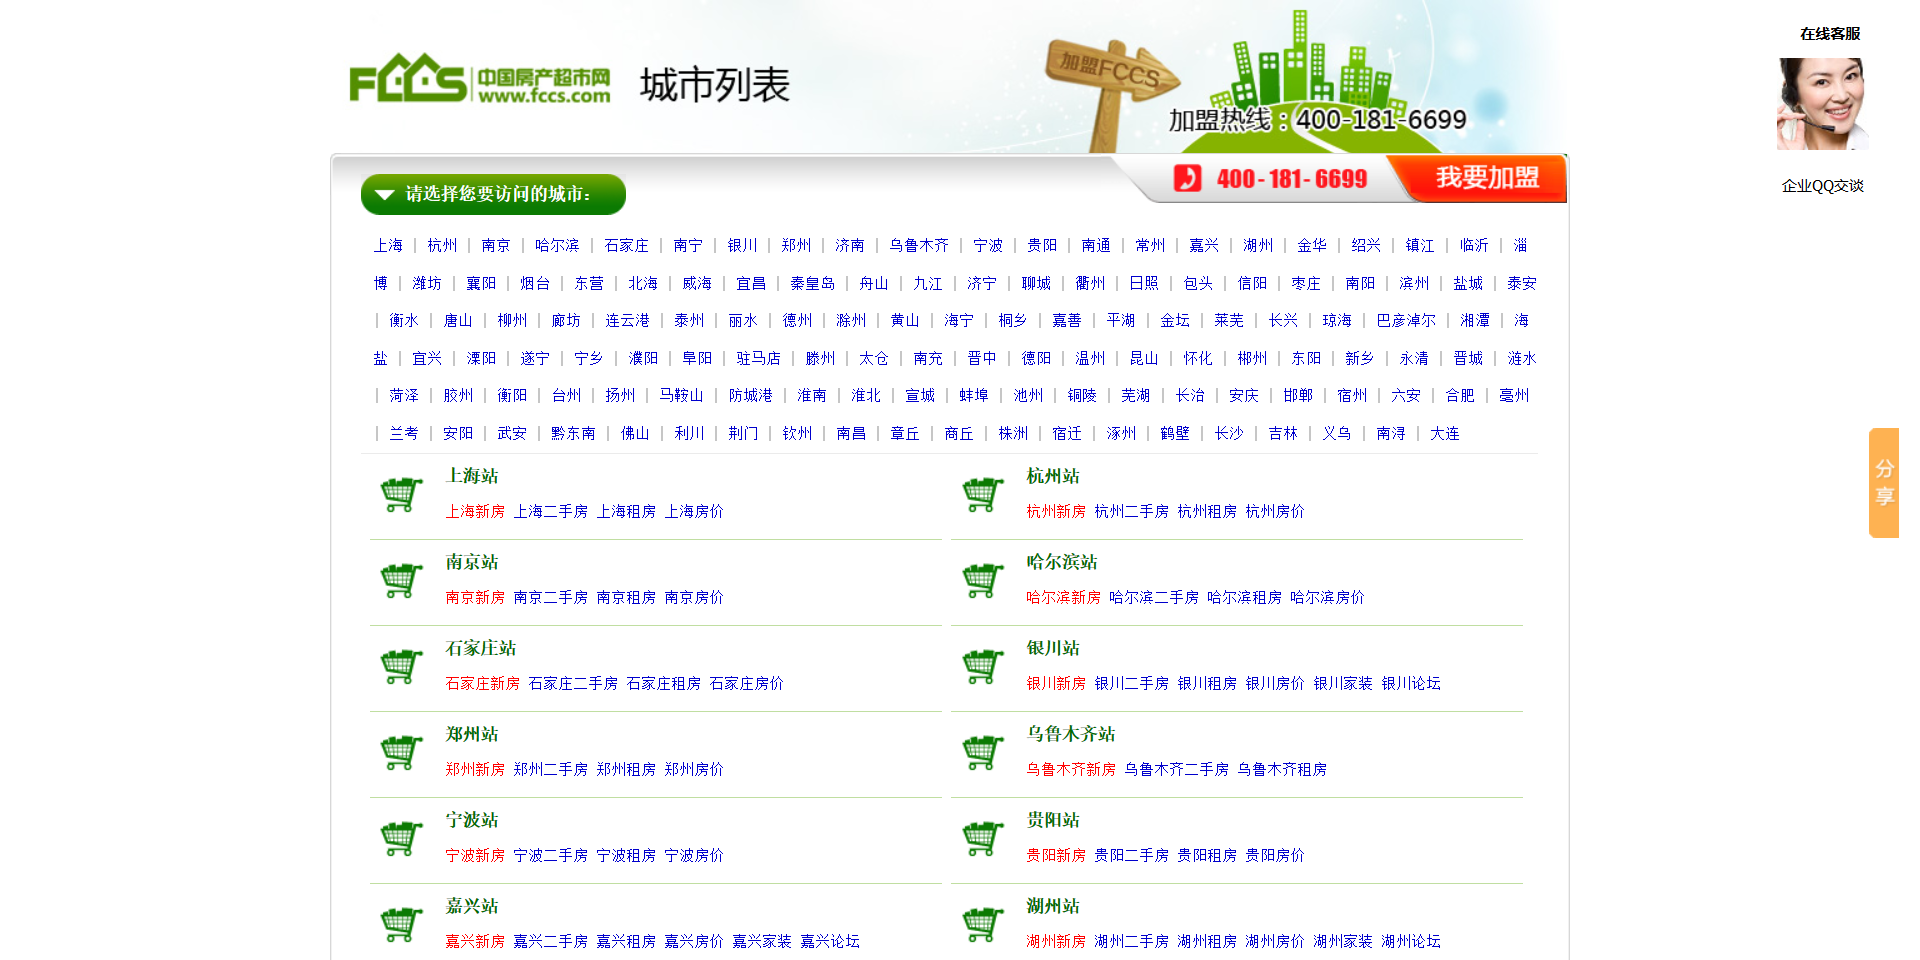 中国房产超市网
www.fccs.com
FCCS
城市列表
加盟FCCS
加盟热线：400-181-6699
在线客服
企业QQ交谈
400-181-6699
我要加盟
请选择您要访问的城市：
上海 | 杭州 | 南京 | 哈尔滨 | 石家庄 | 南宁 | 银川 | 郑州 | 济南 | 乌鲁木齐 | 宁波 | 贵阳 | 南通 | 常州 | 嘉兴 | 湖州 | 金华 | 绍兴 | 镇江 | 临沂 | 淄
博 | 潍坊 | 襄阳 | 烟台 | 东营 | 北海 | 威海 | 宜昌 | 秦皇岛 | 舟山 | 九江 | 济宁 | 聊城 | 衢州 | 日照 | 包头 | 信阳 | 枣庄 | 南阳 | 滨州 | 盐城 | 泰安
| 衡水 | 唐山 | 柳州 | 廊坊 | 连云港 | 泰州 | 丽水 | 德州 | 滁州 | 黄山 | 海宁 | 桐乡 | 嘉善 | 平湖 | 金坛 | 莱芜 | 长兴 | 琼海 | 巴彦淖尔 | 湘潭 | 海
盐 | 宜兴 | 溧阳 | 遂宁 | 宁乡 | 濮阳 | 阜阳 | 驻马店 | 滕州 | 太仓 | 南充 | 晋中 | 德阳 | 温州 | 昆山 | 怀化 | 郴州 | 东阳 | 新乡 | 永清 | 晋城 | 涟水
| 菏泽 | 胶州 | 衡阳 | 台州 | 扬州 | 马鞍山 | 防城港 | 淮南 | 淮北 | 宣城 | 蚌埠 | 池州 | 铜陵 | 芜湖 | 长治 | 安庆 | 邯郸 | 宿州 | 六安 | 合肥 | 亳州
| 兰考 | 安阳 | 武安 | 黔东南 | 佛山 | 利川 | 荆门 | 钦州 | 南昌 | 章丘 | 商丘 | 株洲 | 宿迁 | 涿州 | 鹤壁 | 长沙 | 吉林 | 义乌 | 南浔 | 大连
上海站
上海新房 上海二手房 上海租房 上海房价
杭州站
杭州新房 杭州二手房 杭州租房 杭州房价
南京站
南京新房 南京二手房 南京租房 南京房价
哈尔滨站
哈尔滨新房 哈尔滨二手房 哈尔滨租房 哈尔滨房价
石家庄站
石家庄新房 石家庄二手房 石家庄租房 石家庄房价
银川站
银川新房 银川二手房 银川租房 银川房价 银川家装 银川论坛
郑州站
郑州新房 郑州二手房 郑州租房 郑州房价
乌鲁木齐站
乌鲁木齐新房 乌鲁木齐二手房 乌鲁木齐租房
宁波站
宁波新房 宁波二手房 宁波租房 宁波房价
贵阳站
贵阳新房 贵阳二手房 贵阳租房 贵阳房价
嘉兴站
嘉兴新房 嘉兴二手房 嘉兴租房 嘉兴房价 嘉兴家装 嘉兴论坛
湖州站
湖州新房 湖州二手房 湖州租房 湖州房价 湖州家装 湖州论坛
分
享